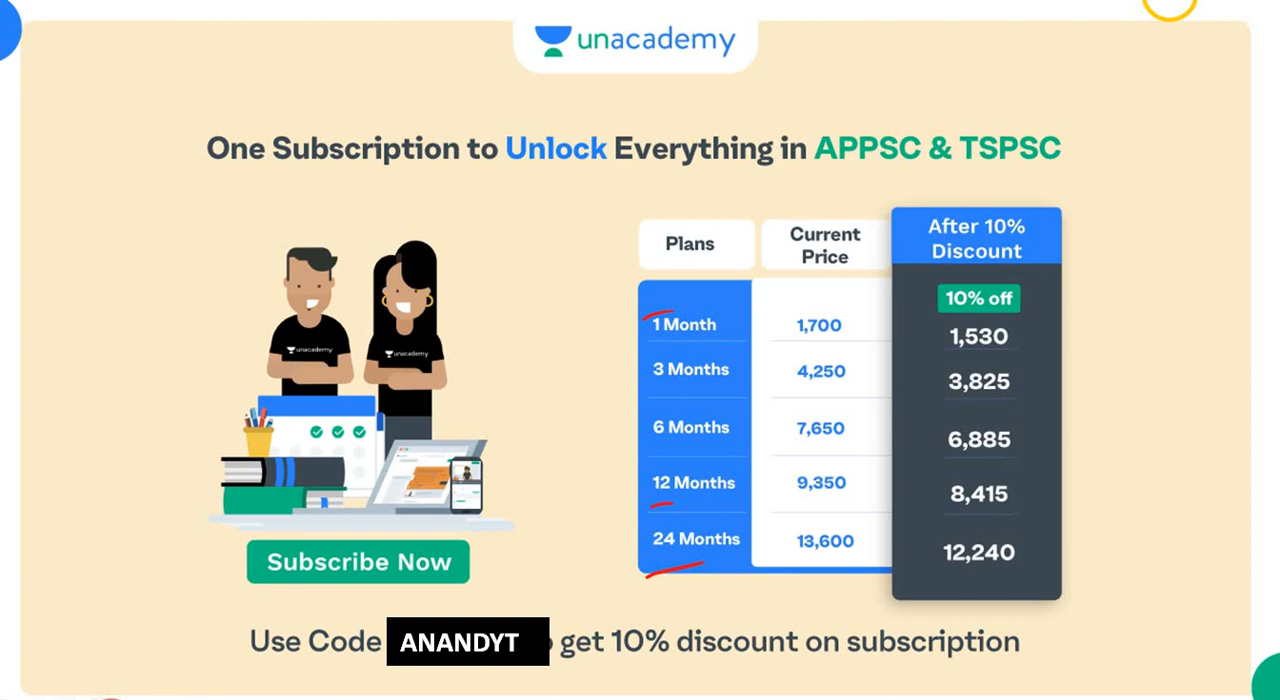 unacademy
One Subscription to Unlock Everything in APPSC & TSPSC
Plans
Current
Price
After 10%
Discount
10% off
1 Month 1,700 1,530
3 Months 4,250 3,825
6 Months 7,650 6,885
12 Months 9,350 8,415
24 Months 13,600 12,240
unacademy
unacademy
Subscribe Now
Use Code ANANDYT get 10% discount on subscription